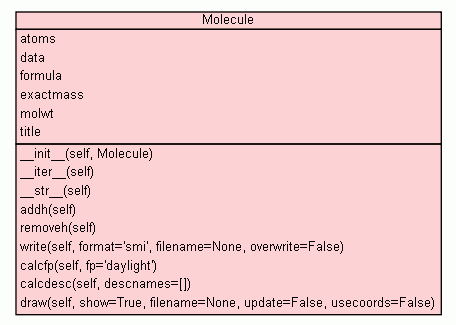 Molecule
atoms
data
formula
exactmass
molwt
title
__init__(self, Molecule)
__iter__(self)
__str__(self)
addh(self)
removeh(self)
write(self, format='smi', filename=None, overwrite=False)
calcfp(self, fp='daylight')
calcdesc(self, descnames=[])
draw(self, show=True, filename=None, update=False, usecoords=False)